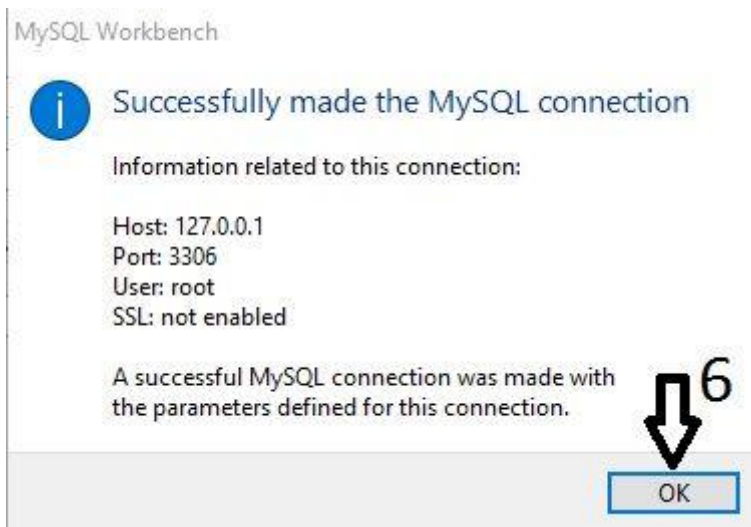 MySQL Workbench
i
Successfully made the MySQL connection
Information related to this connection:
Host: 127.0.0.1
Port: 3306
User: root
SSL: not enabled
A successful MySQL connection was made with
the parameters defined for this connection.
6
OK